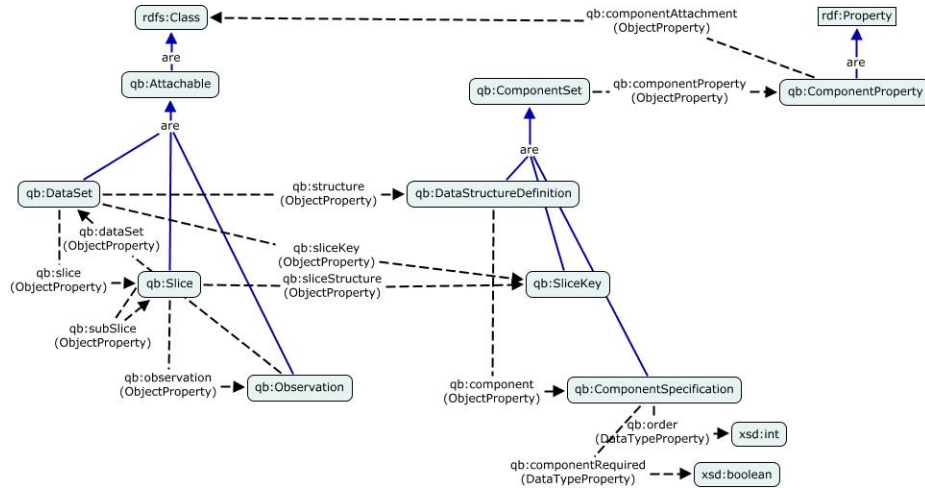 rdfs:Class
qb:componentAttachment
(ObjectProperty)
rdf:Property
are
are
qb:Attachable
qb:ComponentSet
qb:componentProperty
(ObjectProperty)
qb:ComponentProperty
are
are
qb:DataSet
qb:structure
(ObjectProperty)
qb:DataStructureDefinition
qb:dataSet
(ObjectProperty)
qb:sliceKey
(ObjectProperty)
qb:slice
(ObjectProperty)
qb:Slice
qb:sliceStructure
(ObjectProperty)
qb:SliceKey
qb:subSlice
(ObjectProperty)
qb:observation
(ObjectProperty)
qb:Observation
qb:component
(ObjectProperty)
qb:ComponentSpecification
qb:order
(DataTypeProperty)
xsd:int
qb:componentRequired
(DataTypeProperty)
xsd:boolean